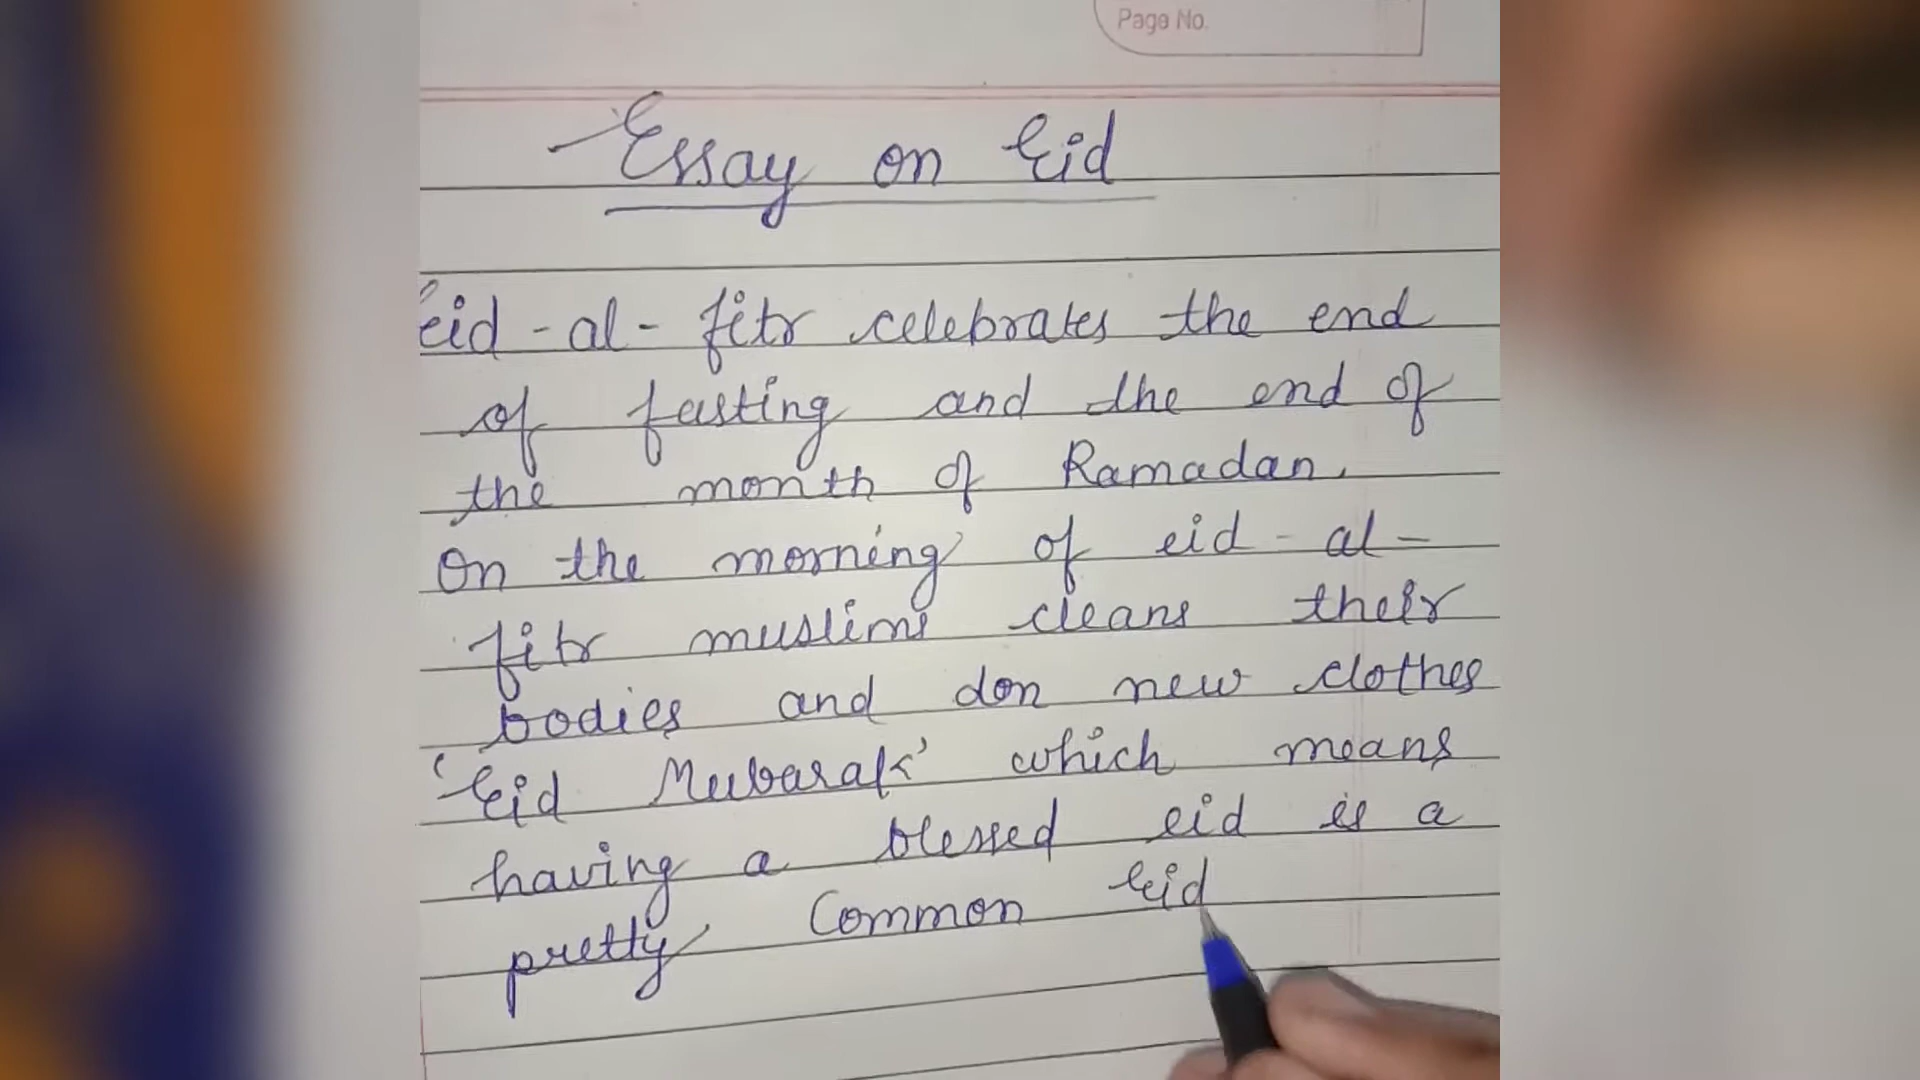 Page No.
Essay on Eid
eid-al-fitr celebrates the end
of fasting and the end of
the month of Ramadan.
On the morning of eid-al-
fitr muslims cleans their
bodies and don new clothes
'Eid Mubarak' which means
having a blessed eid is a
pretty Common Eid